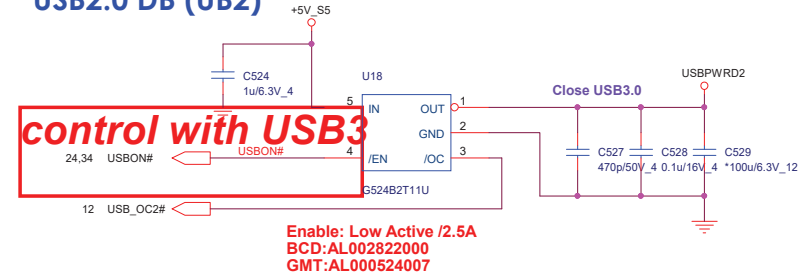 USB2.0 DB (UB2)
+5V_S5
C524
1u/6.3V_4
U18
5 IN OUT 1
GND 2
4 /EN /OC 3
G524B2T11U
Close USB3.0
USBPWRD2
control with USB3
24,34 USBON# USBON#
12 USB_OC2#
C527
470p/50V_4
C528
0.1u/16V_4
C529
*100u/6.3V_12
Enable: Low Active /2.5A
BCD:AL002822000
GMT:AL000524007